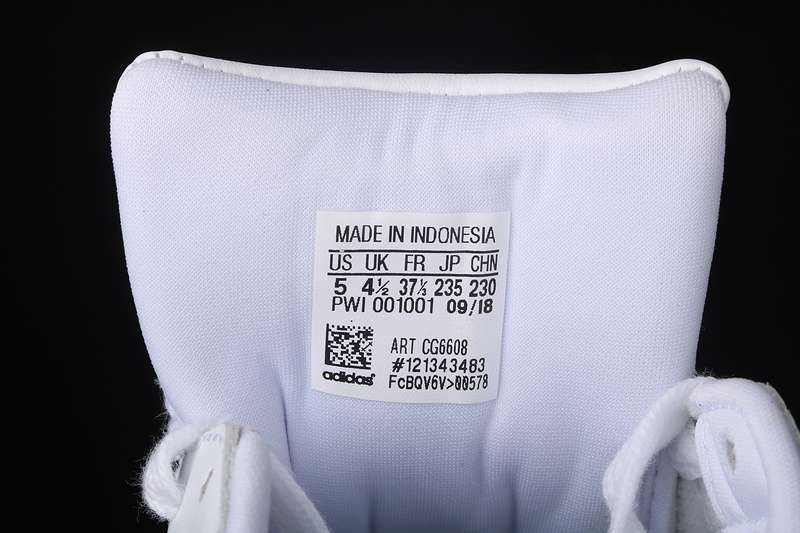 MADE IN INDONESIA
US UK FR JP CHN
5 4½ 37⅓ 235 230
PWI 001001 09/18
ART CG6608
#121343483
adidas FcBQV6V>00578